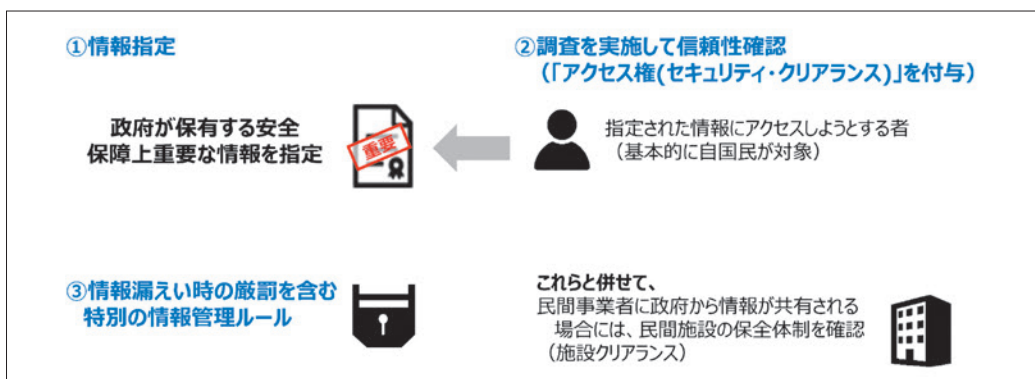 ①情報指定
政府が保有する安全
保障上重要な情報を指定
重要
②調査を実施して信頼性確認
（「アクセス権(セキュリティ・クリアランス)」を付与）
指定された情報にアクセスしようとする者
（基本的に自国民が対象）
③情報漏えい時の厳罰を含む
特別の情報管理ルール
これらと併せて、
民間事業者に政府から情報が共有される
場合には、民間施設の保全体制を確認
（施設クリアランス）